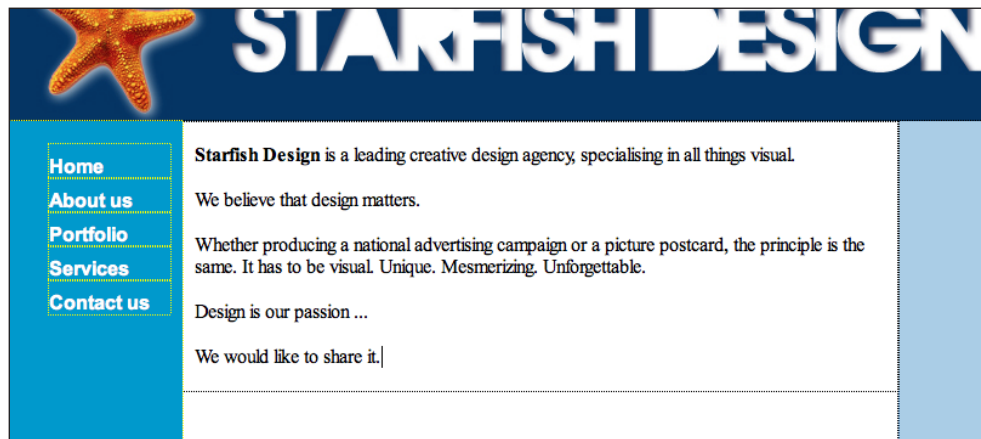 STARFISH DESIGN
Home
About us
Portfolio
Services
Contact us
Starfish Design is a leading creative design agency, specialising in all things visual.
We believe that design matters.
Whether producing a national advertising campaign or a picture postcard, the principle is the
same. It has to be visual. Unique. Mesmerizing. Unforgettable.
Design is our passion ...
We would like to share it.